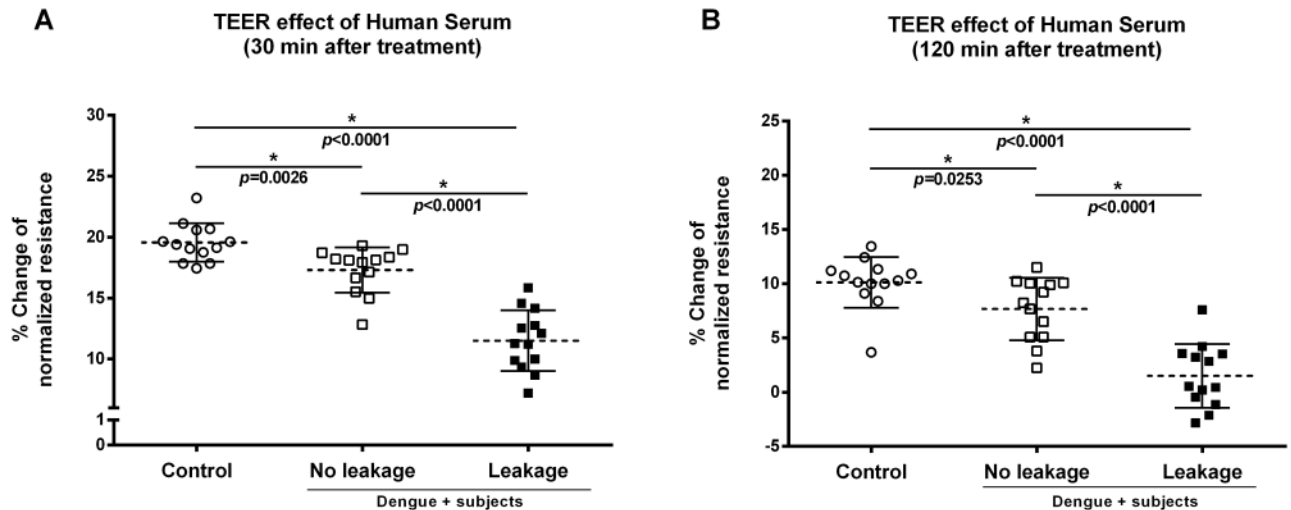 A
TEER effect of Human Serum
(30 min after treatment)
% Change of
normalized resistance
30
25
20
15
10
1
0
*
p<0.0001
*
p=0.0026
*
p<0.0001
Control
No leakage
Leakage
Dengue + subjects
B
TEER effect of Human Serum
(120 min after treatment)
% Change of
normalized resistance
25
20
15
10
5
0
-5
*
p<0.0001
*
p=0.0253
*
p<0.0001
Control
No leakage
Leakage
Dengue + subjects